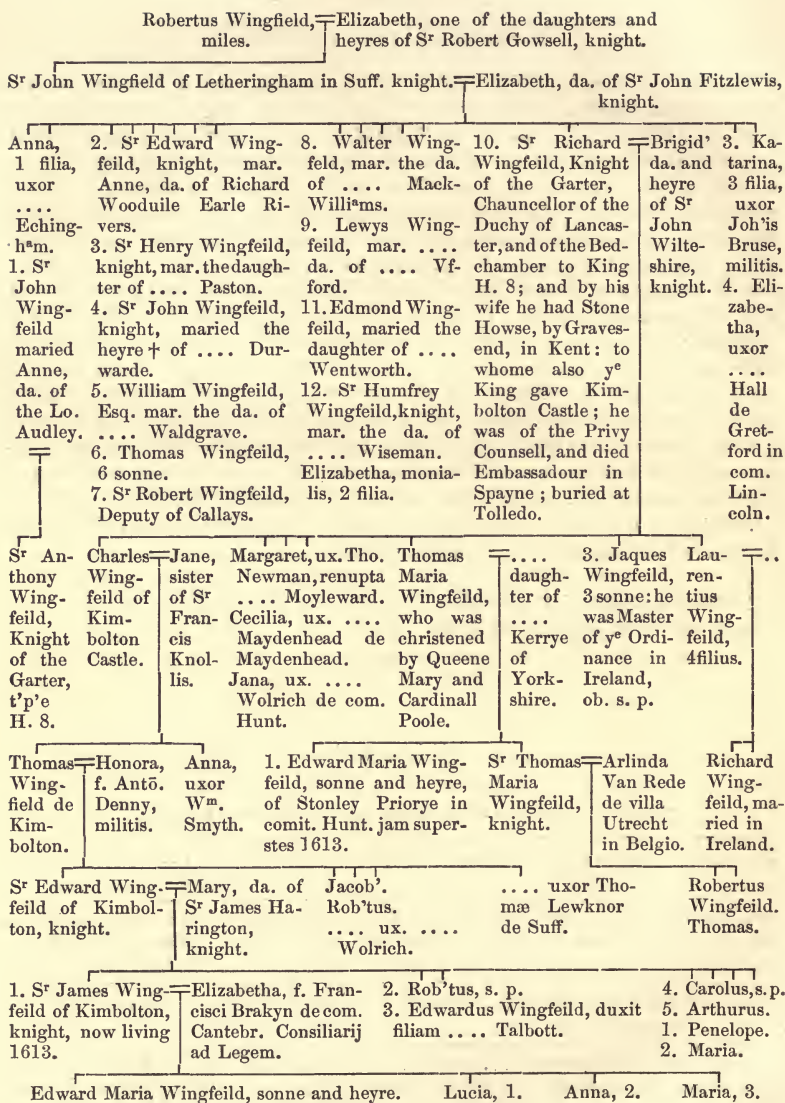 Robertus Wingfield, miles.
Elizabeth, one of the daughters and
heyres of Sʳ Robert Gowsell, knight.
Sʳ John Wingfield of Letheringham in Suff. knight.
Elizabeth, da. of Sʳ John Fitzlewis,
knight.
Anna,
1 filia,
uxor
....
Eching-
hᵃm.
1. Sʳ
John
Wing-
feild
maried
Anne,
da. of
the Lo.
Audley.
2. Sʳ Edward Wing-
feild, knight, mar.
Anne, da. of Richard
Wooduile Earle Ri-
vers.
3. Sʳ Henry Wingfeild,
knight, mar. the daugh-
ter of .... Paston.
4. Sʳ John Wingfeild,
knight, maried the
heyre † of .... Dur-
warde.
5. William Wingfeild,
Esq. mar. the da. of
.... Waldgrave.
6. Thomas Wingfeild,
6 sonne.
7. Sʳ Robert Wingfeild,
Deputy of Callays.
8. Walter Wing-
feld, mar. the da.
of .... Mack-
Willᵃms.
9. Lewys Wing-
feild, mar. ....
da. of .... Vf-
ford.
11. Edmond Wing-
feild, maried the
daughter of ....
Wentworth.
12. Sʳ Humfrey
Wingfeild, knight,
mar. the da. of
.... Wiseman.
Elizabetha, monia-
lis, 2 filia.
10. Sʳ Richard
Wingfeild, Knight
of the Garter,
Chauncellor of the
Duchy of Lancas-
ter, and of the Bed-
chamber to King
H. 8; and by his
wife he had Stone
Howse, by Graves-
end, in Kent: to
whome also yᵉ
King gave Kim-
bolton Castle; he
was of the Privy
Counsell, and died
Embassadour in
Spayne; buried at
Tolledo.
Brigid'
da. and
heyre
of Sʳ
John
Wilte-
shire,
knight.
3. Ka-
tarina,
3 filia,
uxor
Joh'is
Bruse,
militis.
4. Eli-
zabe-
tha,
uxor
....
Hall
de
Gret-
ford in
com.
Lin-
coln.
Sʳ An-
thony
Wing-
feild,
Knight
of the
Garter,
t'p'e
H. 8.
Charles
Wing-
feild of
Kim-
bolton
Castle.
Jane,
sister
of Sʳ
Fran-
cis
Knol-
lis.
Margaret, ux. Tho.
Newman, renupta
.... Moyleward.
Cecilia, ux. ....
Maydenhead de
Maydenhead.
Jana, ux. ....
Wolrich de com.
Hunt.
Thomas
Maria
Wingfeild,
who was
christened
by Queene
Mary and
Cardinall
Poole.
....
daugh-
ter of
....
Kerrye
of
York-
shire.
3. Jaques
Wingfeild,
3 sonne: he
was Master
of yᵉ Ordi-
nance in
Ireland,
ob. s. p.
Lau-
ren-
tius
Wing-
feild,
4filius.
..
Thomas
Wing-
field de
Kim-
bolton.
Honora,
f. Antō.
Denny,
militis.
Anna,
uxor
Wᵐ.
Smyth.
1. Edward Maria Wing-
feild, sonne and heyre,
of Stonley Priorye in
comit. Hunt. jam super-
stes 1613.
Sʳ Thomas
Maria
Wingfeild,
knight.
Arlinda
Van Rede
de villa
Utrecht
in Belgio.
Richard
Wing-
feild, ma-
ried in
Ireland.
Sʳ Edward Wing-
feild of Kimbol-
ton, knight.
Mary, da. of
Sʳ James Ha-
rington,
knight.
Jacob'.
Rob'tus.
.... ux. ....
Wolrich.
.... uxor Tho-
mæ Lewknor
de Suff.
Robertus
Wingfeild.
Thomas.
1. Sʳ James Wing-
feild of Kimbolton,
knight, now living
1613.
Elizabetha, f. Fran-
cisci Brakyn de com.
Cantebr. Consiliarij
ad Legem.
2. Rob'tus, s. p.
3. Edwardus Wingfeild, duxit
filiam .... Talbott.
4. Carolus, s. p.
5. Arthurus.
1. Penelope.
2. Maria.
Edward Maria Wingfeild, sonne and heyre.
Lucia, 1.
Anna, 2.
Maria, 3.